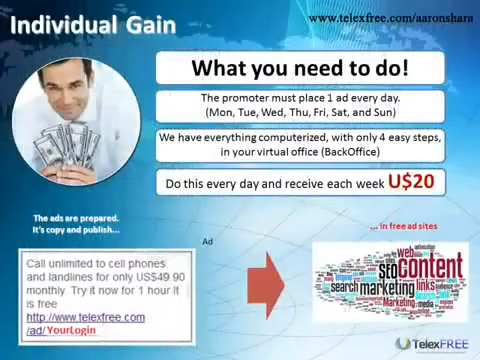 Individual Gain
www.telexfree.com/aaronshara
What you need to do!
The promoter must place 1 ad every day.
(Mon, Tue, Wed, Thu, Fri, Sat, and Sun)
We have everything computerized, with only 4 easy steps,
in your virtual office (BackOffice)
Do this every day and receive each week U$20
The ads are prepared.
It's copy and publish...
... in free ad sites
Ad
Call unlimited to cell phones
and landlines for only US$49.90
monthly. Try it now for 1 hour It
is free
http://www.telexfree.com
/ad/YourLogin
web
seo content
search marketing links
Marketing
media
TelexFREE